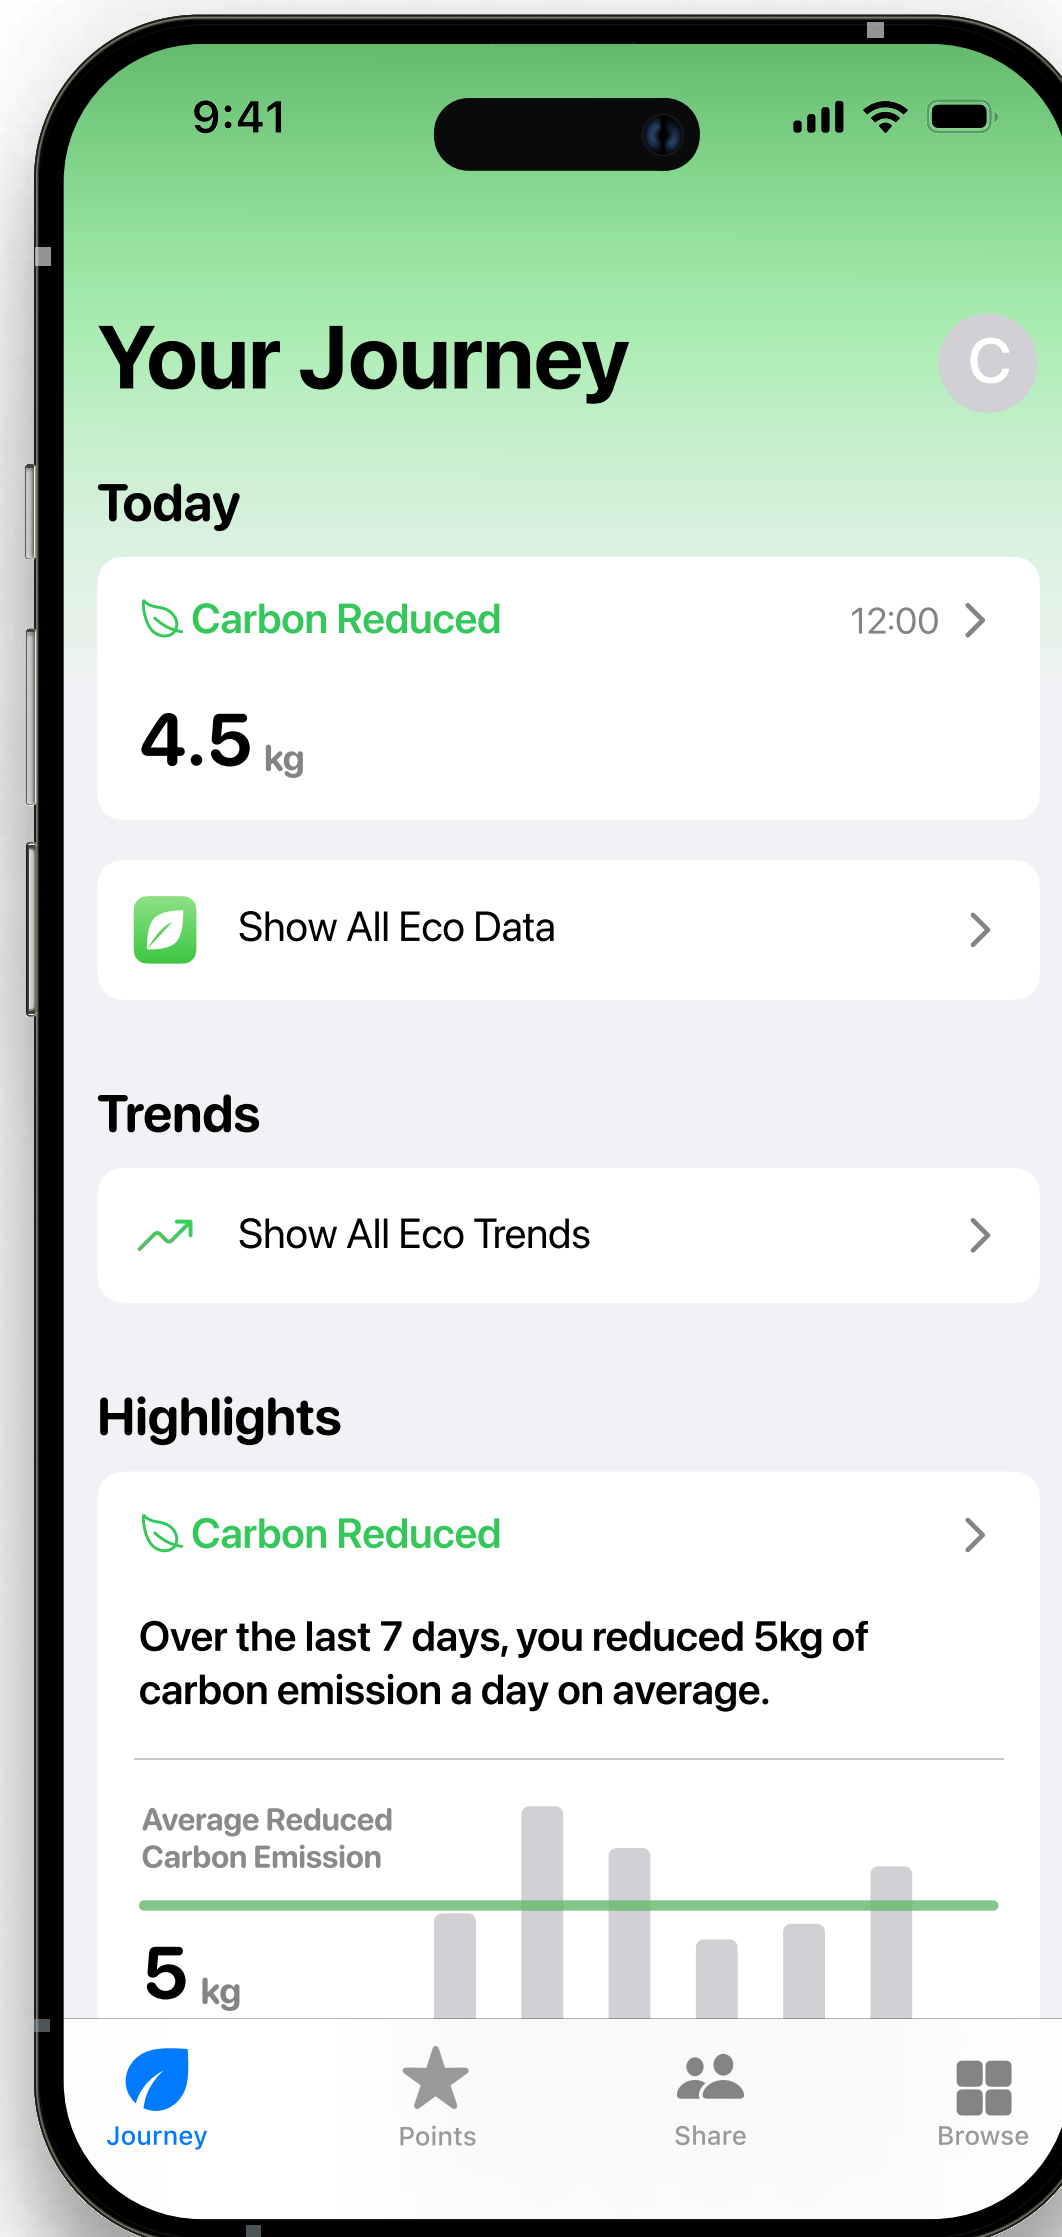 9:41
Your Journey
C
Today
Carbon Reduced 12:00
4.5 kg
Show All Eco Data
Trends
Show All Eco Trends
Highlights
Carbon Reduced
Over the last 7 days, you reduced 5kg of
carbon emission a day on average.
Average Reduced
Carbon Emission
5 kg
Journey Points Share Browse